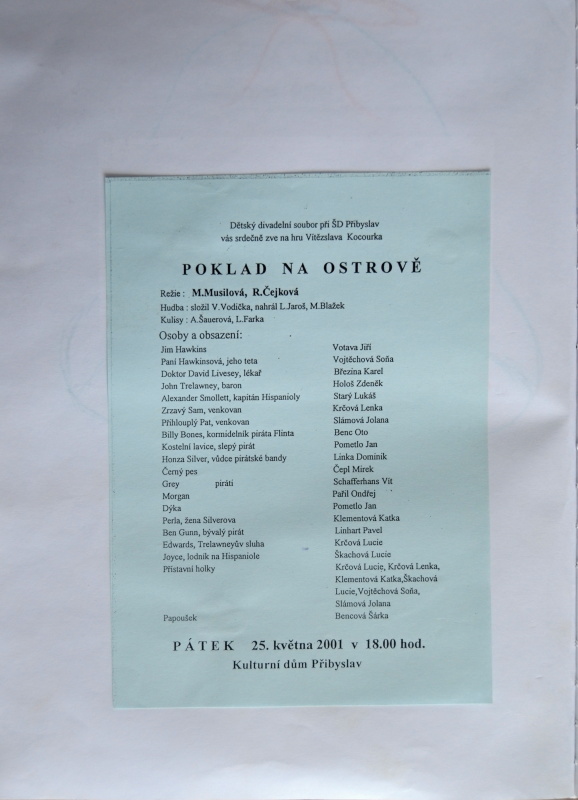 Dětský divadelní soubor při ŠD Přibyslav
vás srdečně zve na hru Vítězslava Kocourka
POKLAD NA OSTROVĚ
Režie : M.Musilová, R.Čejková
Hudba : složil V.Vodička, nahrál L.Jaroš, M.Blažek
Kulisy : A.Šauerová, L.Farka
Osoby a obsazení:
Jim Hawkins Votava Jiří
Paní Hawkinsová, jeho teta Vojtěchová Soňa
Doktor David Livesey, lékař Březina Karel
John Trelawney, baron Hološ Zdeněk
Alexander Smollett, kapitán Hispanioly Starý Lukáš
Zrzavý Sam, venkovan Krčová Lenka
Přihlouplý Pat, venkovan Slámová Jolana
Billy Bones, kormidelník piráta Flinta Benc Oto
Kostelní lavice, slepý pirát Pometlo Jan
Honza Silver, vůdce pirátské bandy Linka Dominik
Černý pes Čepl Mirek
Grey piráti Schafferhans Vít
Morgan Pařil Ondřej
Dýka Pometlo Jan
Perla, žena Silverova Klementová Katka
Ben Gunn, bývalý pirát Linhart Pavel
Edwards, Trelawneyův sluha Krčová Lucie
Joyce, lodník na Hispaniole Škachová Lucie
Přístavní holky Krčová Lucie, Krčová Lenka,
Klementová Katka,Škachová
Lucie,Vojtěchová Soňa,
Slámová Jolana
Papoušek Bencová Šárka
PÁTEK 25. května 2001 v 18.00 hod.
Kulturní dům Přibyslav